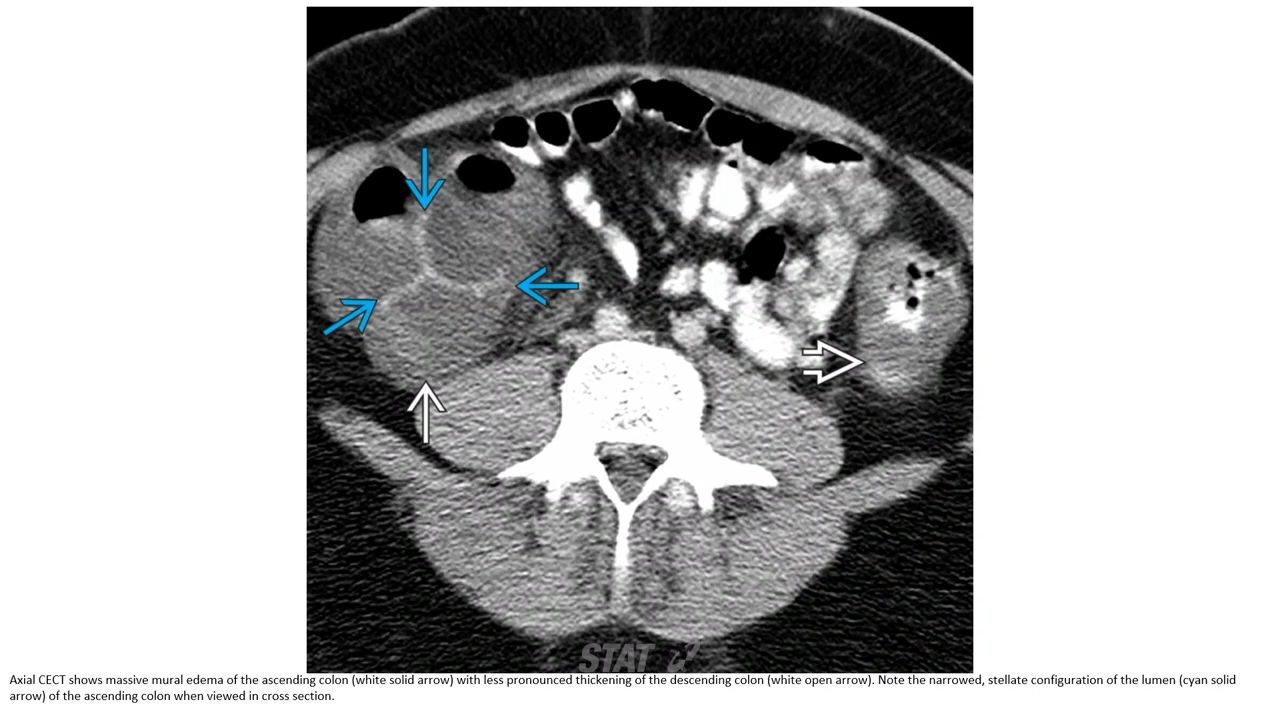 STAT
Axial CECT shows massive mural edema of the ascending colon (white solid arrow) with less pronounced thickening of the descending colon (white open arrow). Note the narrowed, stellate configuration of the lumen (cyan solid
arrow) of the ascending colon when viewed in cross section.